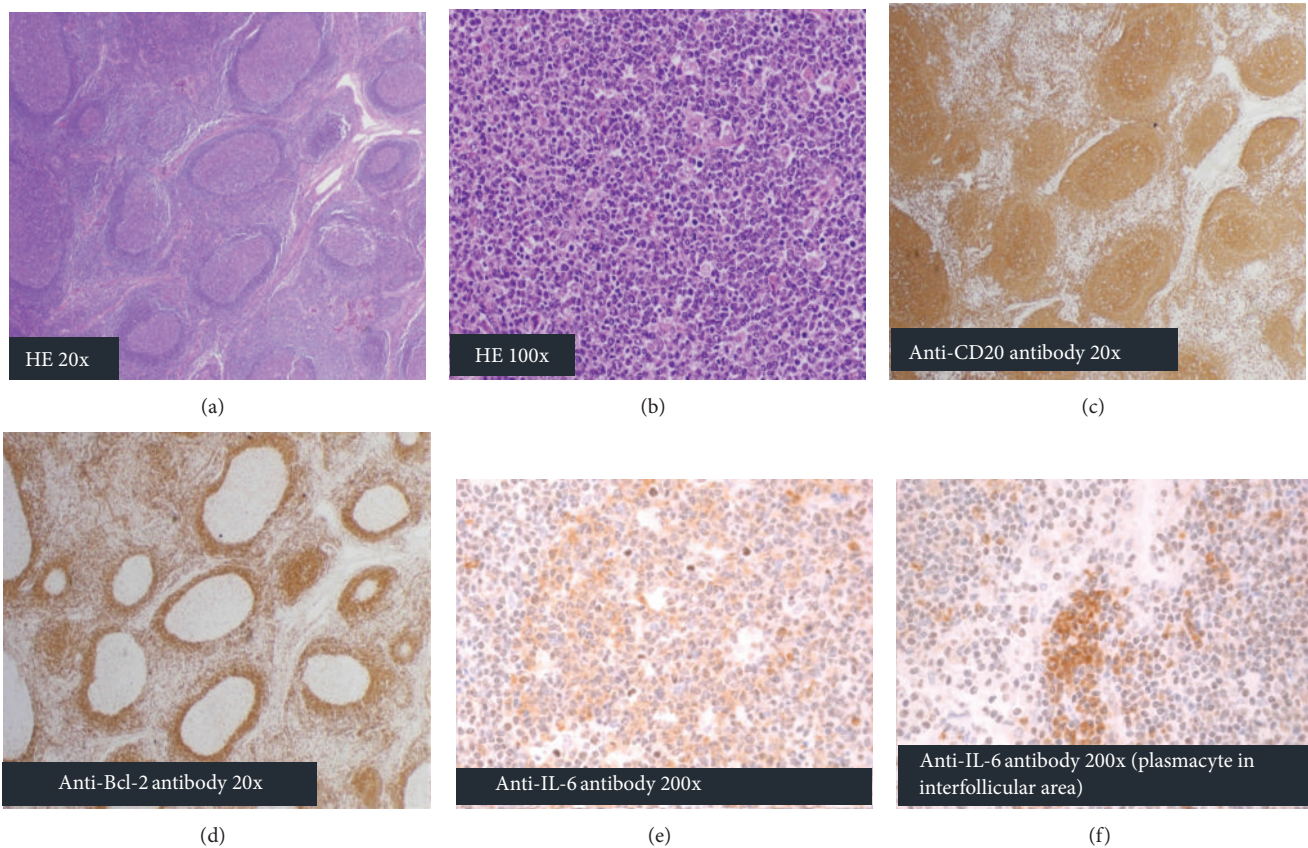 HE 20x
(a)
HE 100x
(b)
Anti-CD20 antibody 20x
(c)
Anti-Bcl-2 antibody 20x
(d)
Anti-IL-6 antibody 200x
(e)
Anti-IL-6 antibody 200x (plasmacyte in
interfollicular area)
(f)